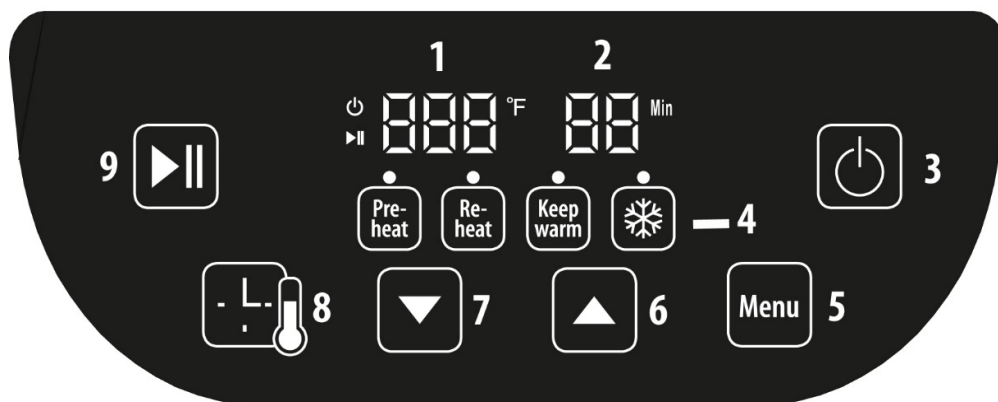 1 2
888 °F 88 Min
9 3
Pre-
heat
Re-
heat
Keep
warm
4
8 7 6 Menu 5